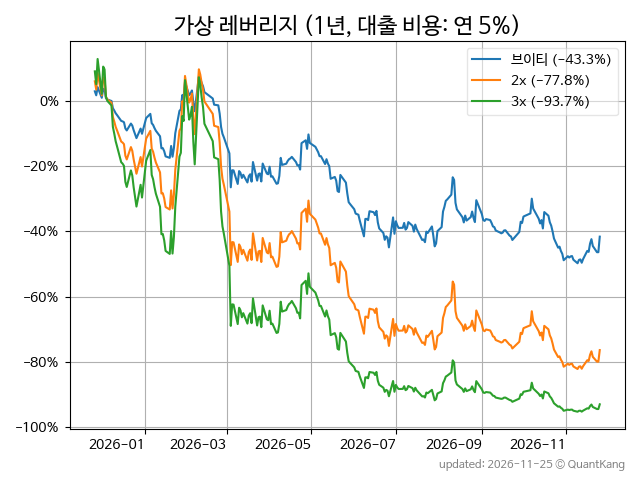 가상 레버리지 (1년, 대출 비용: 연 5%)
브이티 (−43.3%)
2x (−77.8%)
3x (−93.7%)
0%
−20%
−40%
−60%
−80%
−100%
2026-01
2026-03
2026-05
2026-07
2026-09
2026-11
updated: 2026-11-25 © QuantKang